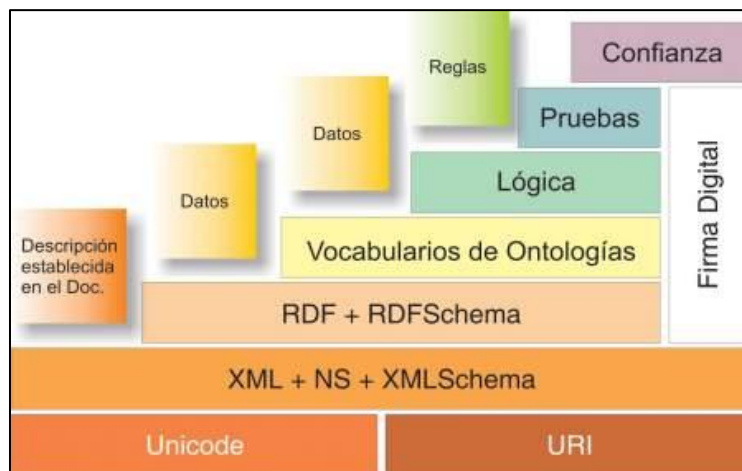 Reglas
Confianza
Datos
Pruebas
Datos
Lógica
Descripción
establecida
en el Doc.
Vocabularios de Ontologías
Firma Digital
RDF + RDFSchema
XML + NS + XMLSchema
Unicode
URI